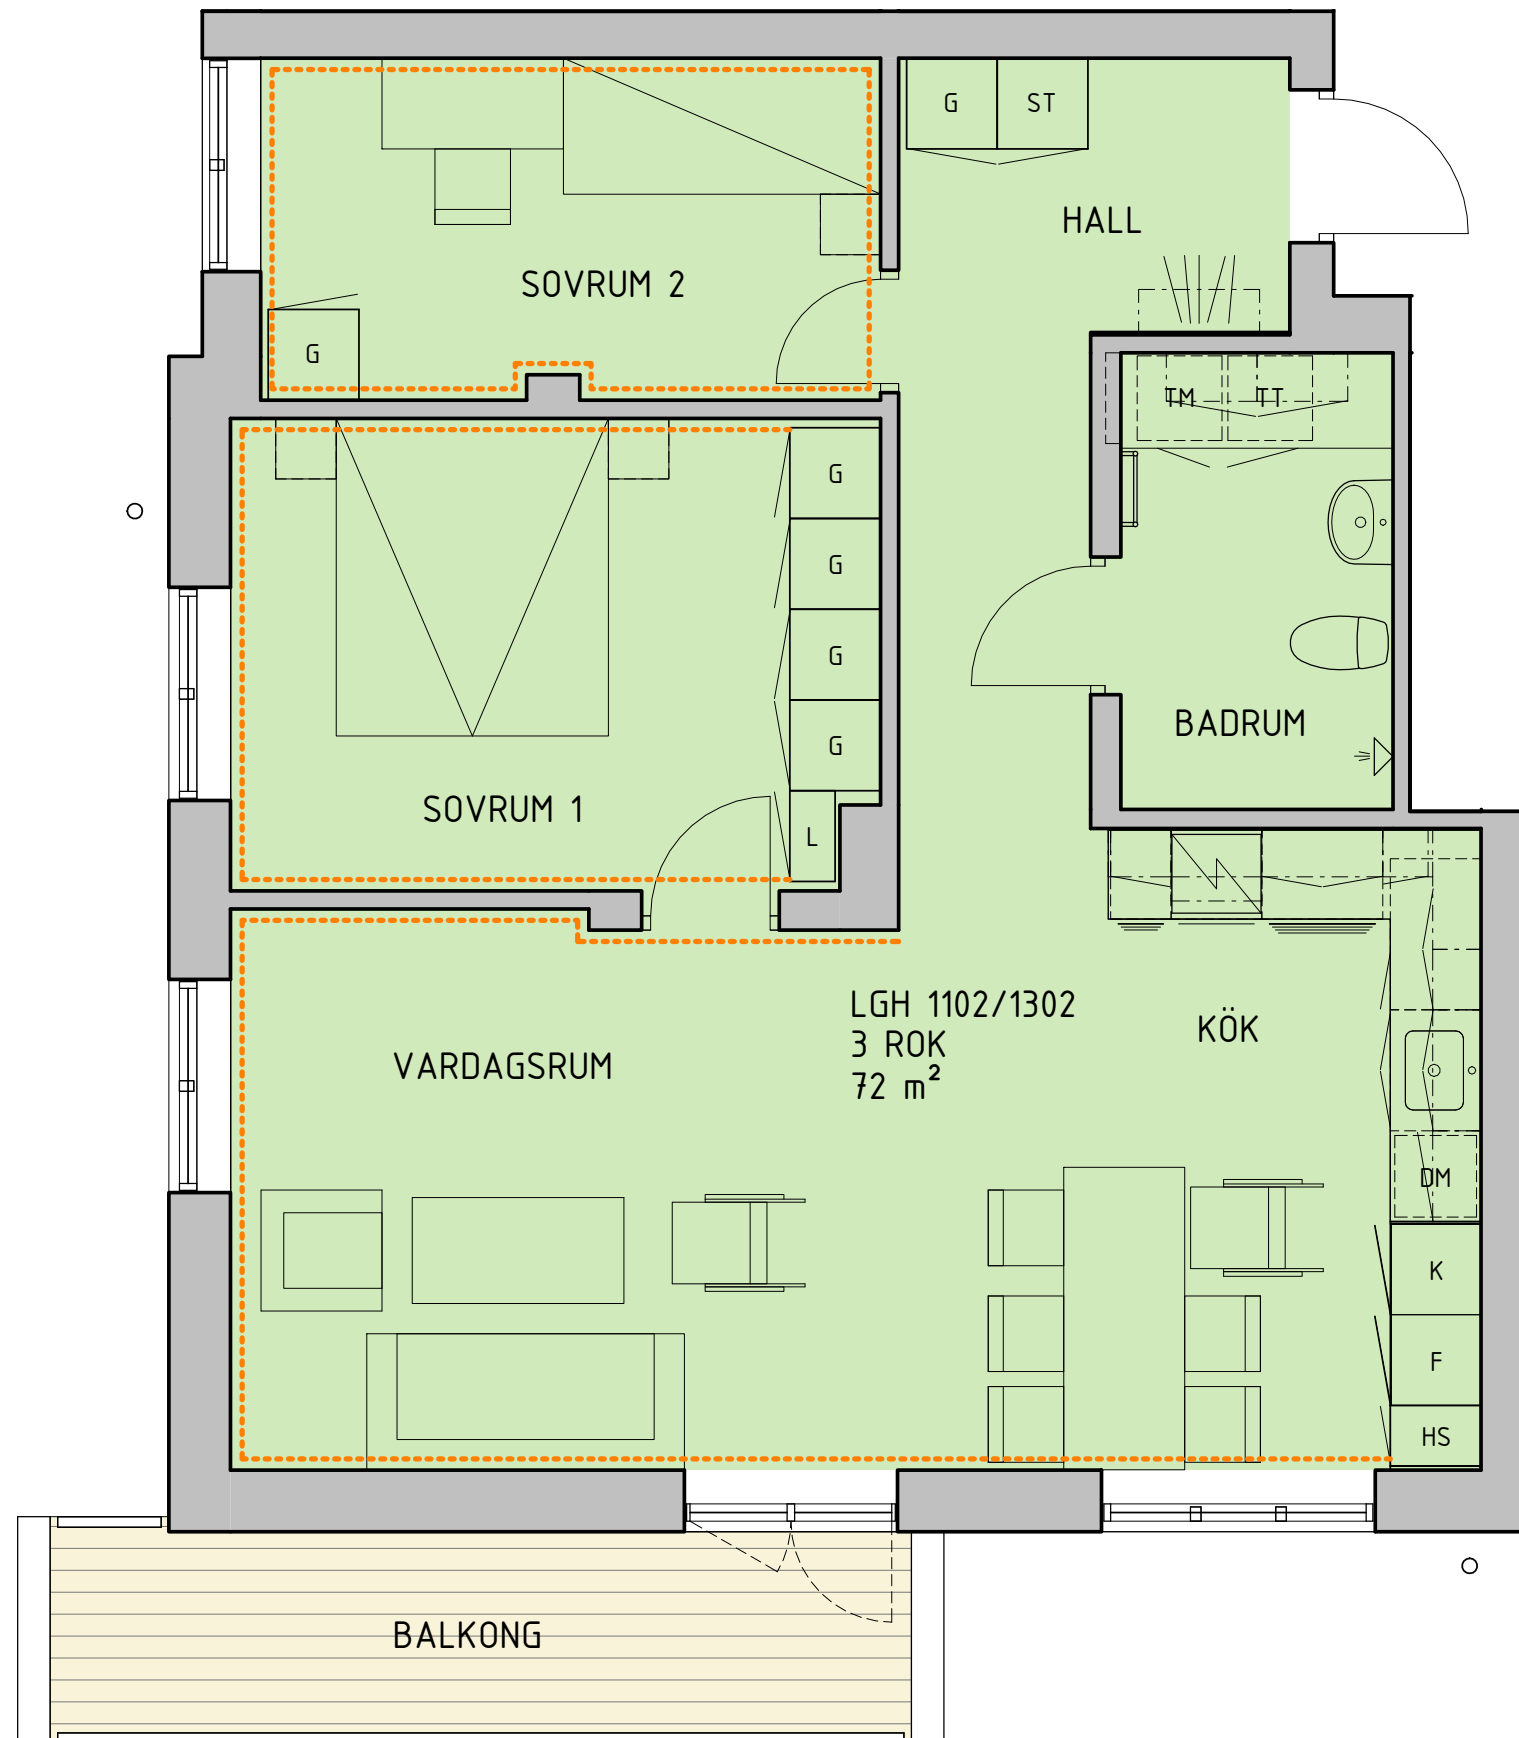 G
ST
HALL
SOVRUM 2
G
TM
TT
G
G
G
G
BADRUM
SOVRUM 1
L
LGH 1102/1302
3 ROK
72 m²
KÖK
VARDAGSRUM
DM
K
F
HS
BALKONG